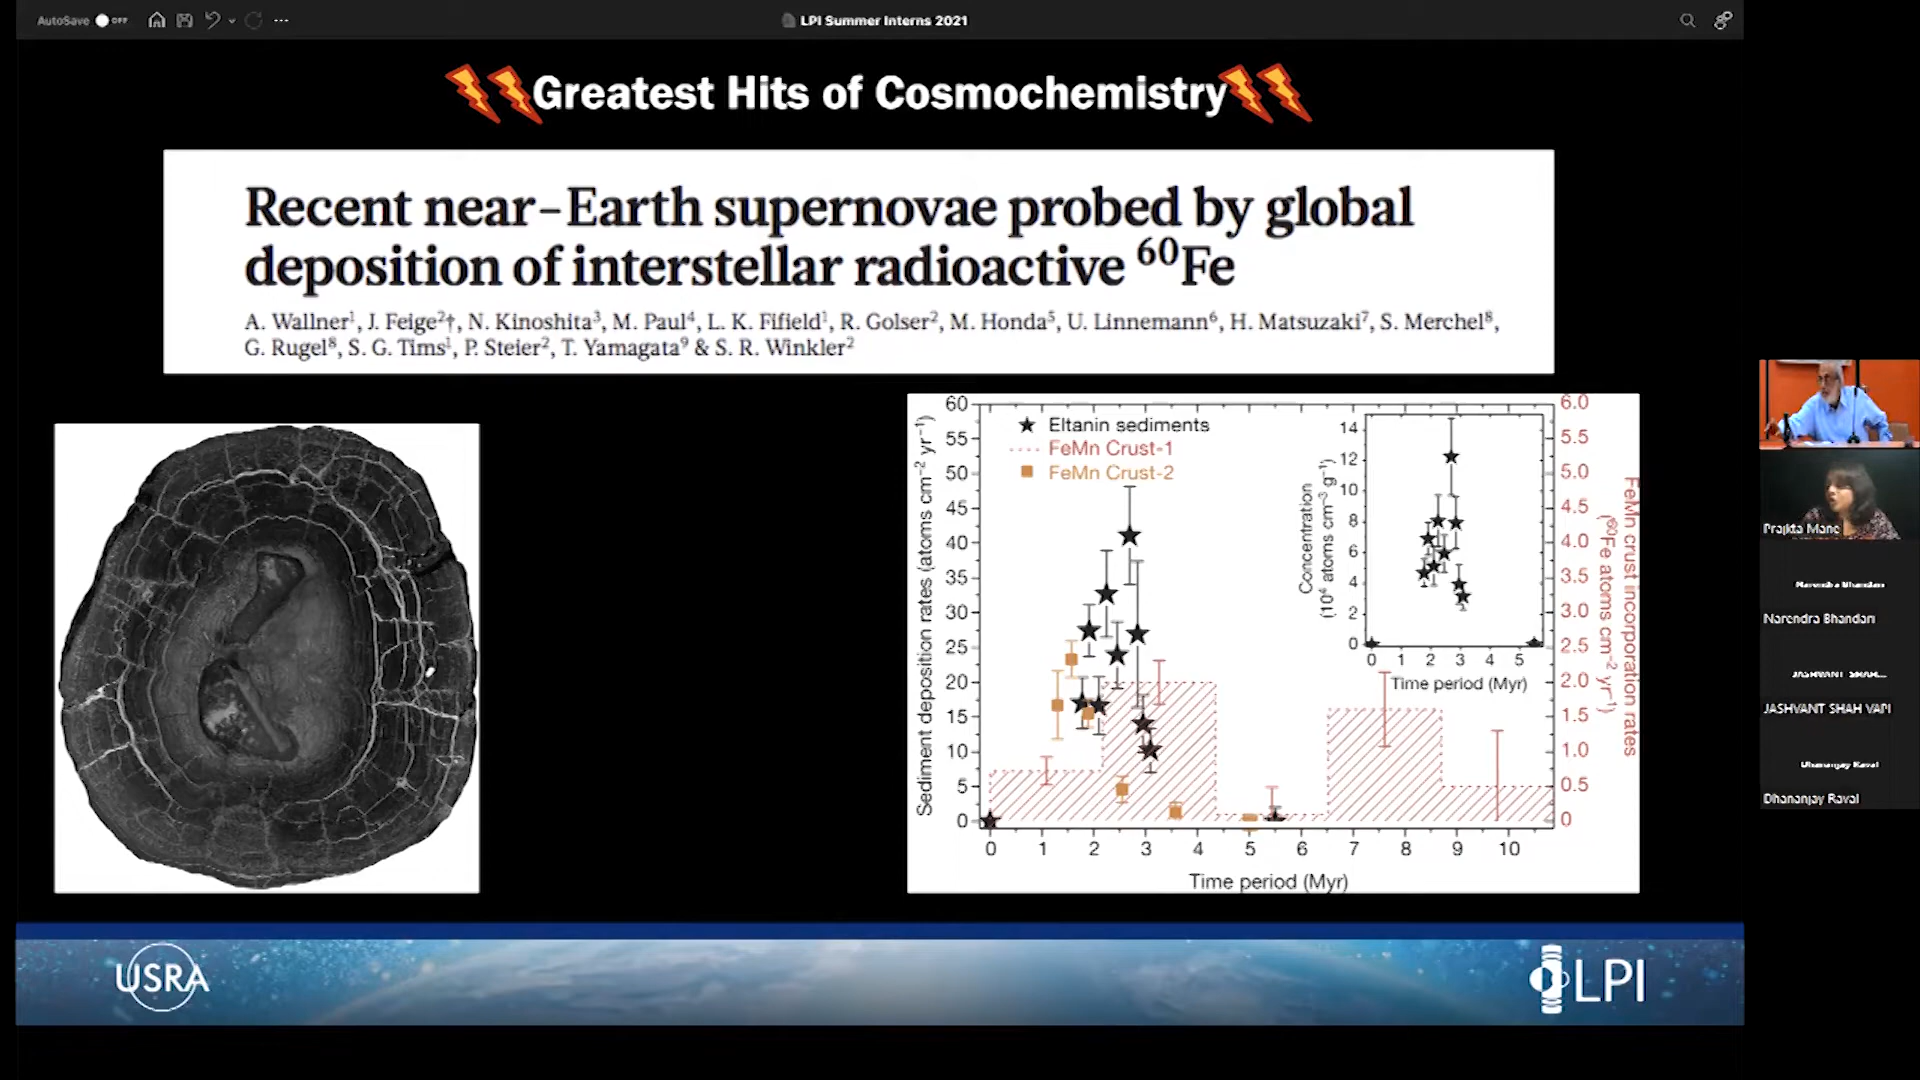 AutoSave OFF
LPI Summer Interns 2021
Greatest Hits of Cosmochemistry
Recent near-Earth supernovae probed by global
deposition of interstellar radioactive ⁶⁰Fe
A. Wallner¹, J. Feige²†, N. Kinoshita³, M. Paul⁴, L. K. Fifield¹, R. Golser², M. Honda⁵, U. Linnemann⁶, H. Matsuzaki⁷, S. Merchel⁸,
G. Rugel⁸, S. G. Tims¹, P. Steier², T. Yamagata⁹ & S. R. Winkler²
Eltanin sediments
FeMn Crust-1
FeMn Crust-2
Sediment deposition rates (atoms cm⁻² yr⁻¹)
60
55
50
45
40
35
30
25
20
15
10
5
0
0 1 2 3 4 5 6 7 8 9 10
Time period (Myr)
Concentration
(10⁴ atoms cm⁻³ g⁻¹)
14
12
10
8
6
4
2
0
0 1 2 3 4 5
Time period (Myr)
6.0
5.5
5.0
4.5
4.0
3.5
3.0
2.5
2.0
1.5
1.0
0.5
0
FeMn crust incorporation rates
(⁶⁰Fe atoms cm⁻² yr⁻¹)
USRA
LPI
Prajkta Mane
Narendra Bhandari
Narendra Bhandari
JASHVANT SHAH...
JASHVANT SHAH VAPI
Dhananjay Raval
Dhananjay Raval